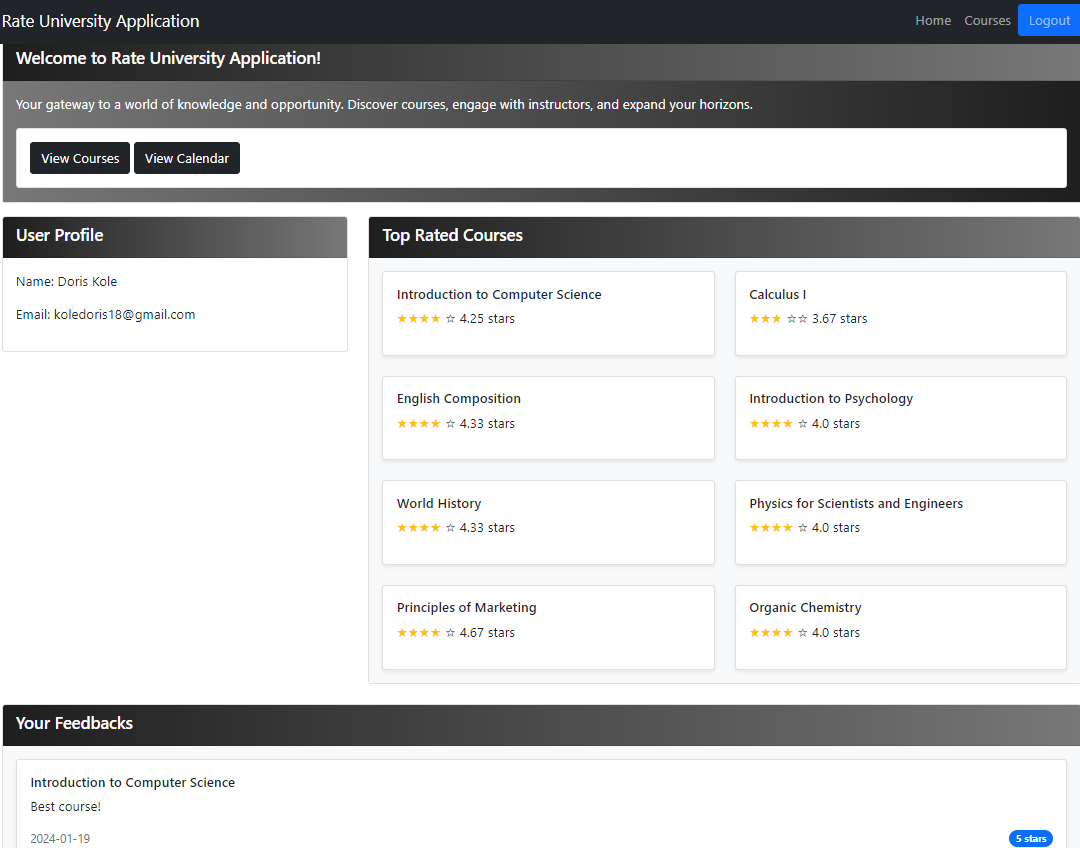 Rate University Application
Home Courses Logout
Welcome to Rate University Application!
Your gateway to a world of knowledge and opportunity. Discover courses, engage with instructors, and expand your horizons.
View Courses View Calendar
User Profile
Name: Doris Kole
Email: koledoris18@gmail.com
Top Rated Courses
Introduction to Computer Science
★★★★ ☆ 4.25 stars
Calculus I
★★★ ☆☆ 3.67 stars
English Composition
★★★★ ☆ 4.33 stars
Introduction to Psychology
★★★★ ☆ 4.0 stars
World History
★★★★ ☆ 4.33 stars
Physics for Scientists and Engineers
★★★★ ☆ 4.0 stars
Principles of Marketing
★★★★ ☆ 4.67 stars
Organic Chemistry
★★★★ ☆ 4.0 stars
Your Feedbacks
Introduction to Computer Science
Best course!
2024-01-19 5 stars